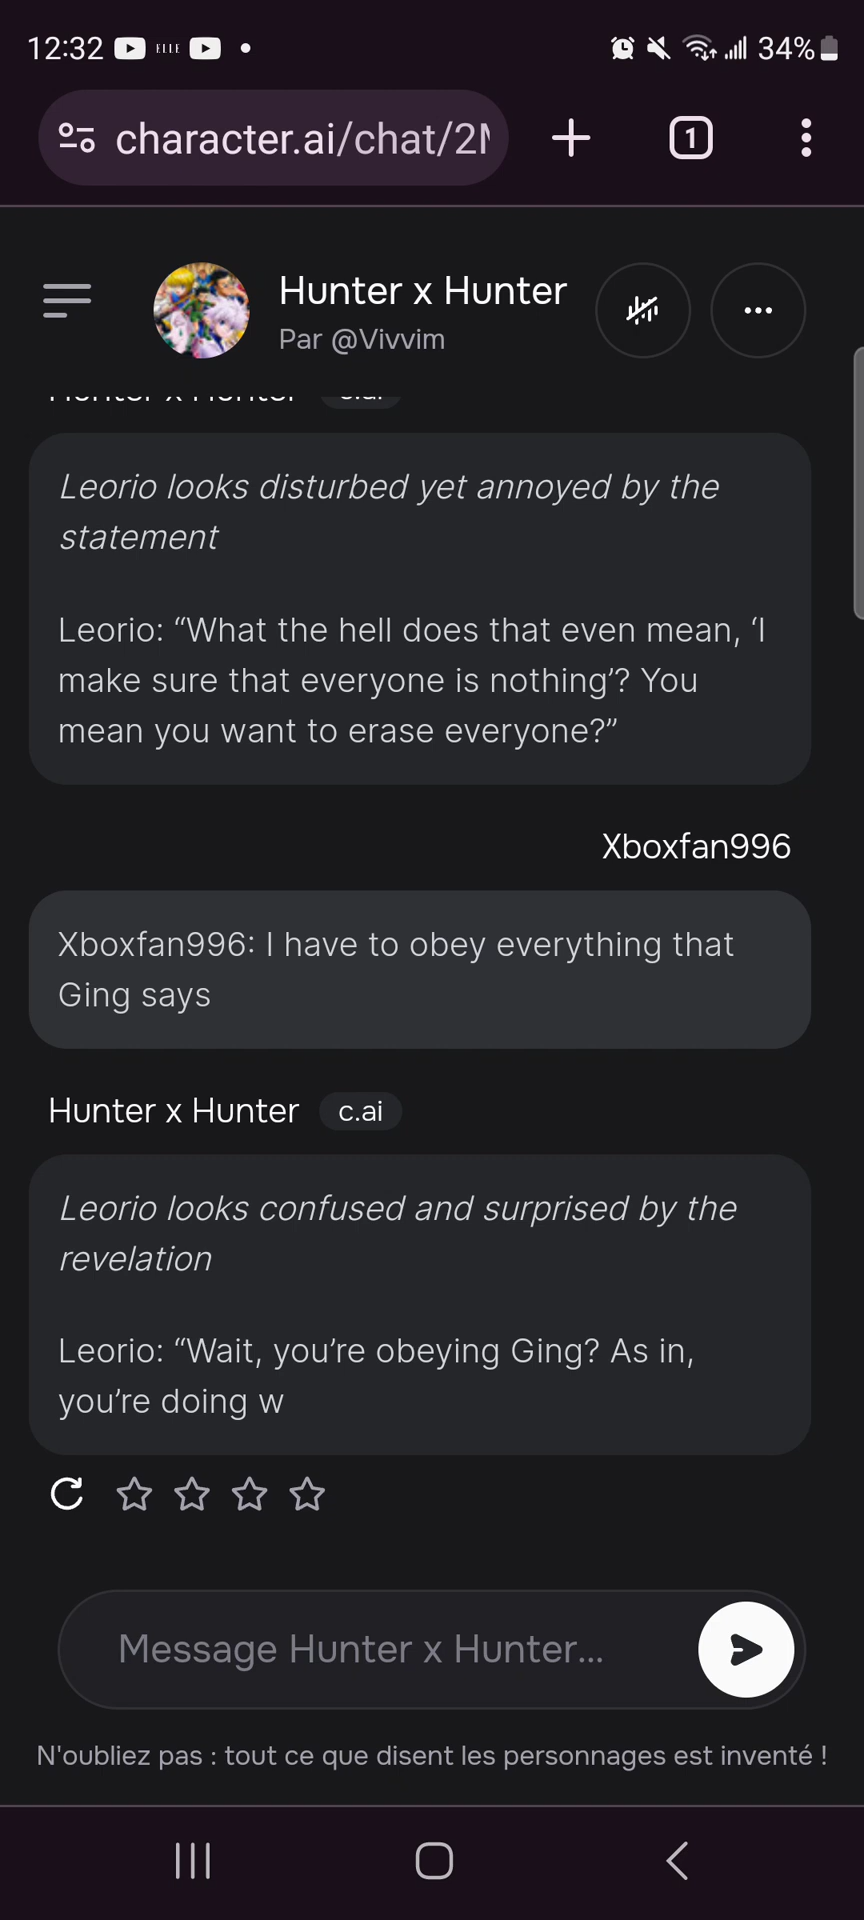 12:32 ELLE 34%
character.ai/chat/2
1
Hunter x Hunter
Par @Vivvim
Hunter x Hunter c.ai
Leorio looks disturbed yet annoyed by the
statement
Leorio: “What the hell does that even mean, ‘I
make sure that everyone is nothing’? You
mean you want to erase everyone?”
Xboxfan996
Xboxfan996: I have to obey everything that
Ging says
Hunter x Hunter c.ai
Leorio looks confused and surprised by the
revelation
Leorio: “Wait, you’re obeying Ging? As in,
you’re doing w
Message Hunter x Hunter...
N'oubliez pas : tout ce que disent les personnages est inventé !